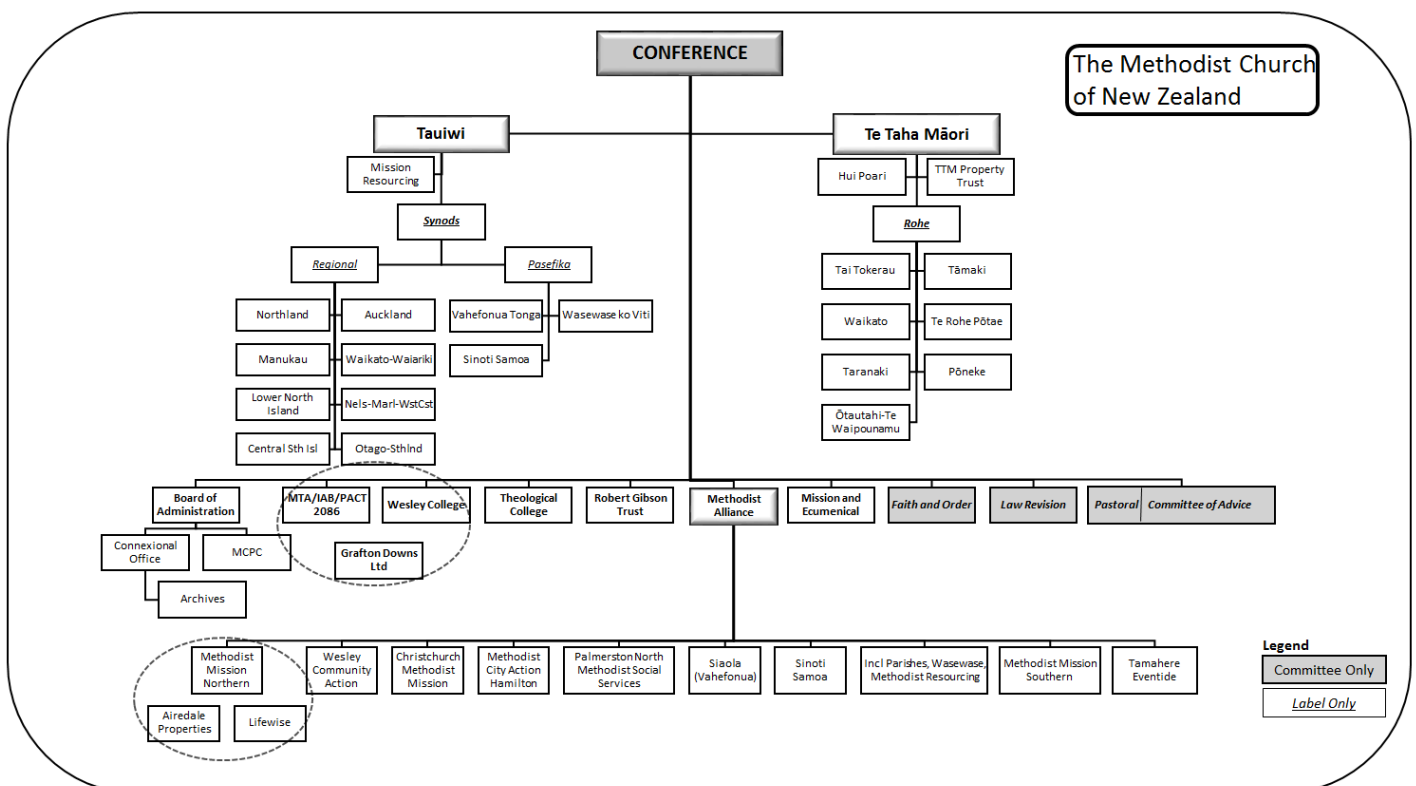 CONFERENCE
The Methodist Church
of New Zealand
Tauiwi
Te Taha Māori
Mission
Resourcing
Hui Poari
TTM Property
Trust
Synods
Rohe
Regional
Pasefika
Tai Tokerau
Tāmaki
Northland
Auckland
Vahefonua Tonga
Wasewase ko Viti
Waikato
Te Rohe Pōtae
Manukau
Waikato-Waiariki
Sinoti Samoa
Taranaki
Pōneke
Lower North
Island
Nels-Marl-WstCst
Ōtautahi-Te
Waipounamu
Central Sth Isl
Otago-Sthlnd
Board of
Administration
MTA/IAB/PACT
2086
Wesley College
Theological
College
Robert Gibson
Trust
Methodist
Alliance
Mission and
Ecumenical
Faith and Order
Law Revision
Pastoral
Committee of Advice
Connexional
Office
MCPC
Grafton Downs
Ltd
Archives
Methodist
Mission
Northern
Wesley
Community
Action
Christchurch
Methodist
Mission
Methodist
City Action
Hamilton
Palmerston North
Methodist Social
Services
Siaola
(Vahefonua)
Sinoti
Samoa
Incl Parishes, Wasewase,
Methodist Resourcing
Methodist Mission
Southern
Tamahere
Eventide
Airedale
Properties
Lifewise
Legend
Committee Only
Label Only